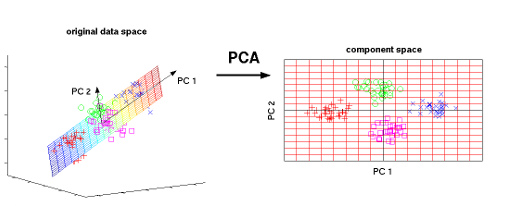 original data space
PC 1
PC 2
PCA
component space
PC 2
PC 1